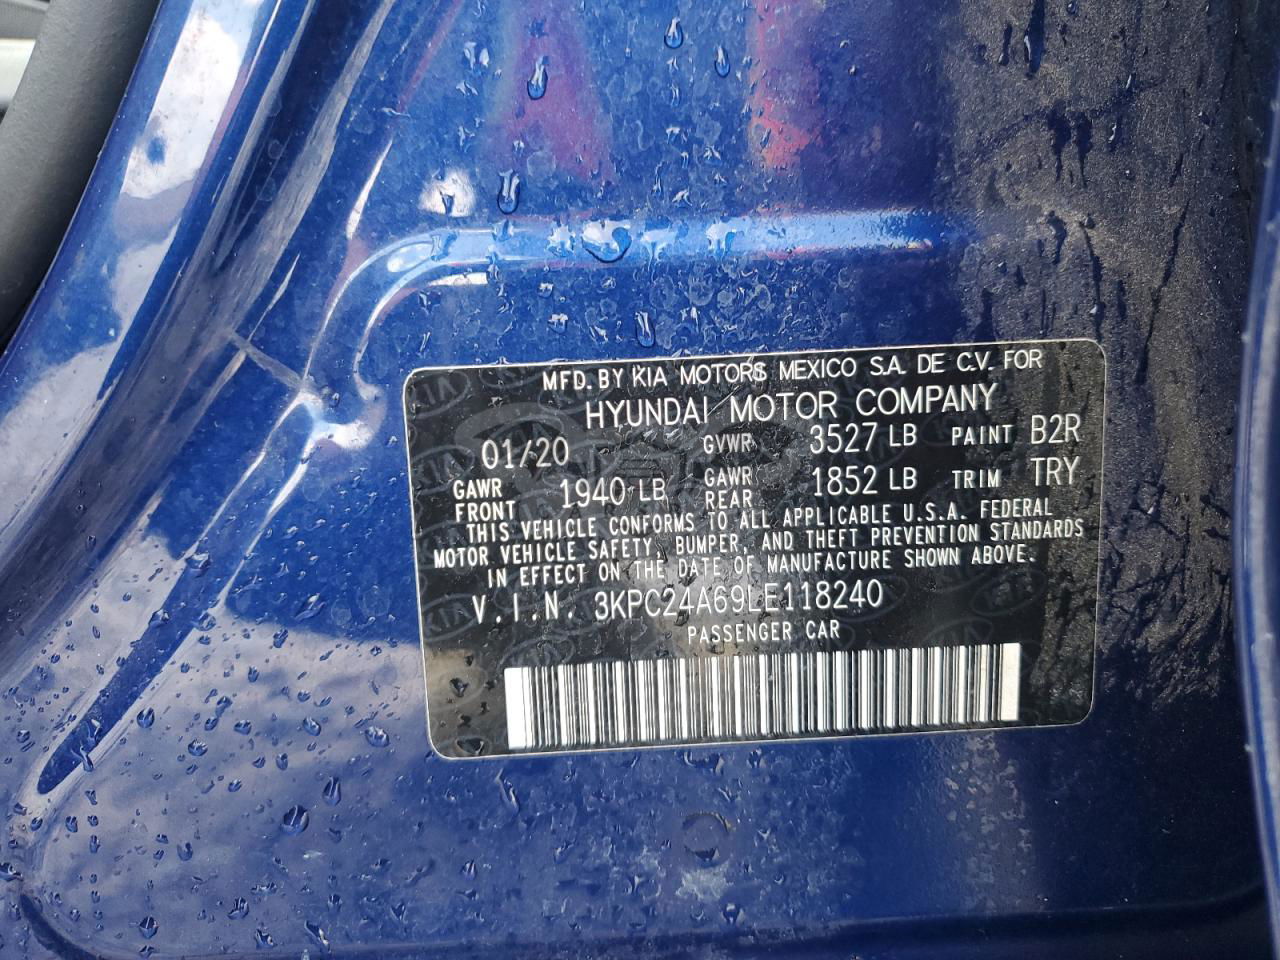 MFD. BY KIA MOTORS MEXICO S.A. DE C.V. FOR
HYUNDAI MOTOR COMPANY
01/20 GVWR 3527 LB PAINT B2R
GAWR FRONT 1940 LB GAWR REAR 1852 LB TRIM TRY
THIS VEHICLE CONFORMS TO ALL APPLICABLE U.S.A. FEDERAL
MOTOR VEHICLE SAFETY, BUMPER, AND THEFT PREVENTION STANDARDS
IN EFFECT ON THE DATE OF MANUFACTURE SHOWN ABOVE.
V.I.N. 3KPC24A69LE118240
PASSENGER CAR